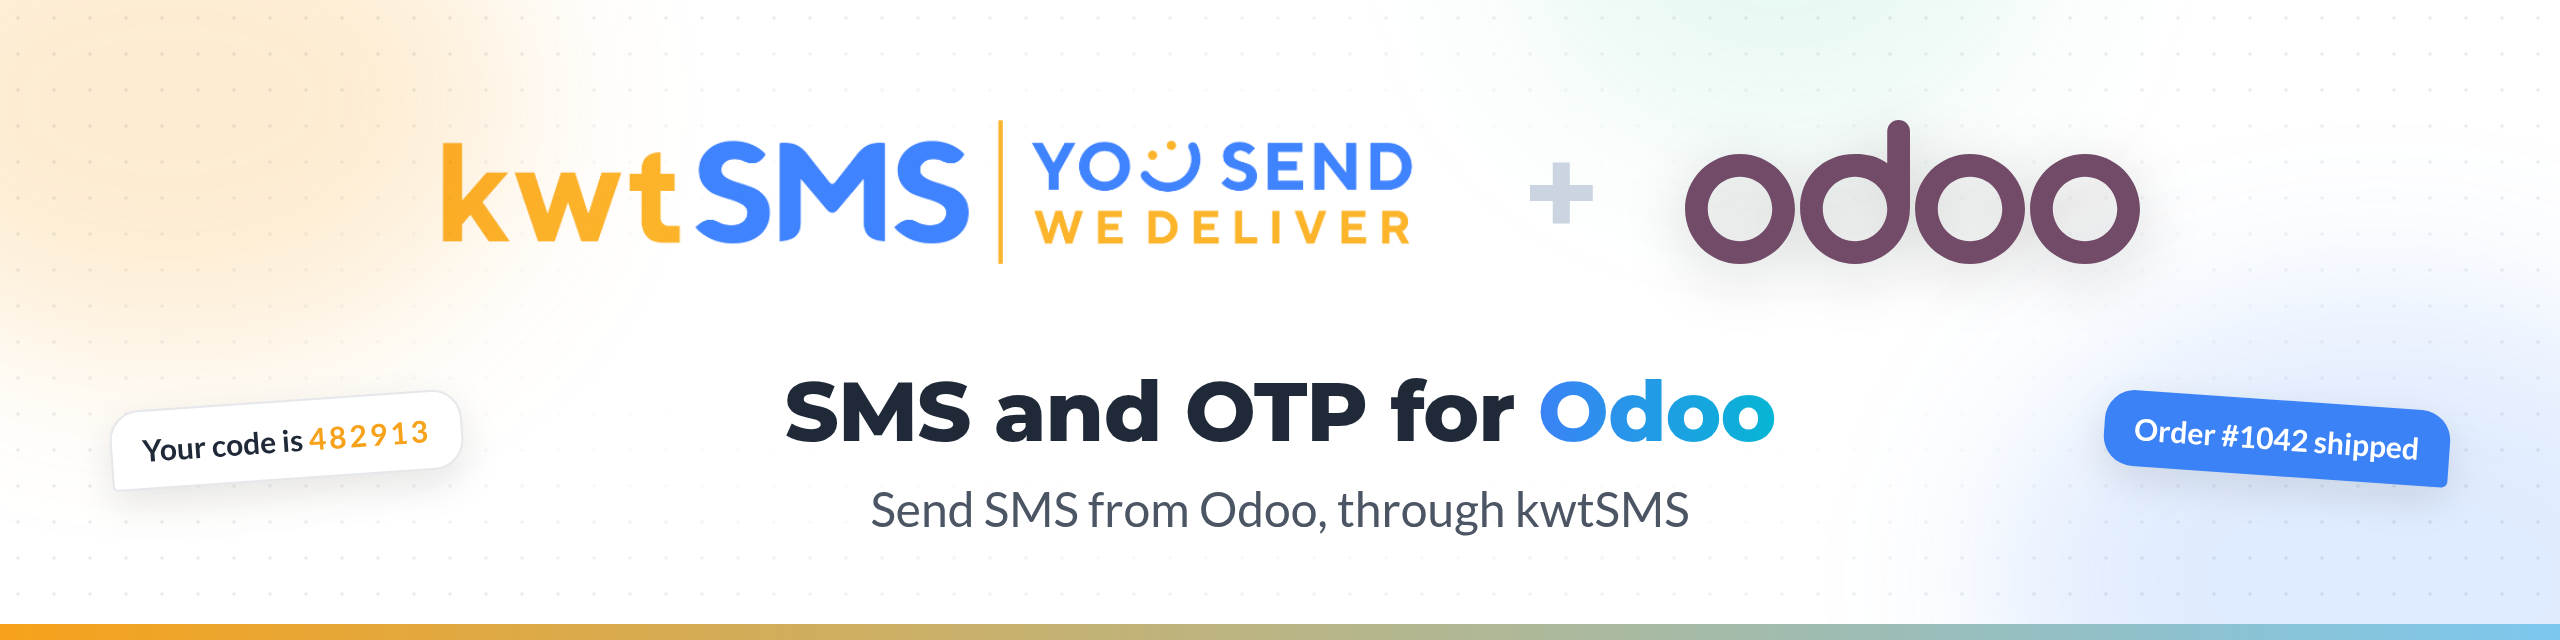 kwtSMS
YOU SEND
WE DELIVER
+
odoo
SMS and OTP for Odoo
Send SMS from Odoo, through kwtSMS
Your code is 482913
Order #1042 shipped